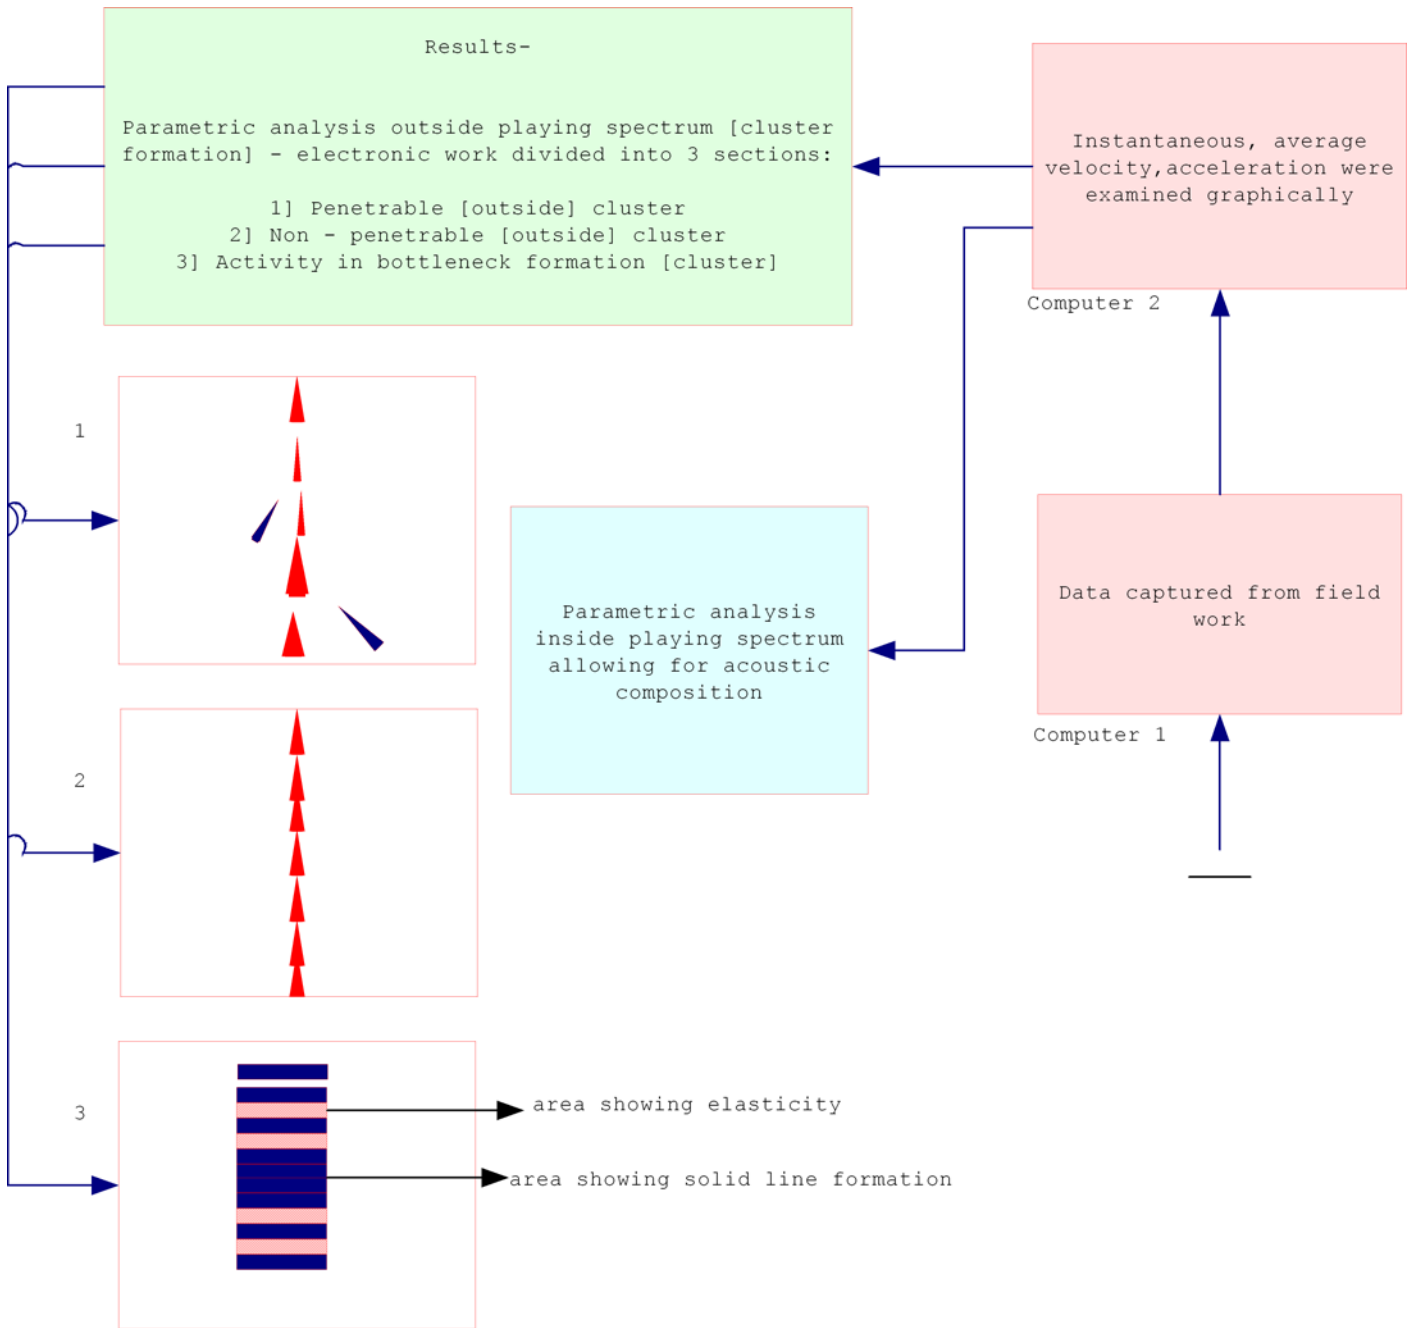 Results-
Parametric analysis outside playing spectrum [cluster
formation] - electronic work divided into 3 sections:
1] Penetrable [outside] cluster
2] Non - penetrable [outside] cluster
3] Activity in bottleneck formation [cluster]
Instantaneous, average
velocity,acceleration were
examined graphically
Computer 2
1
Data captured from field
work
Computer 1
Parametric analysis
inside playing spectrum
allowing for acoustic
composition
2
3
area showing elasticity
area showing solid line formation